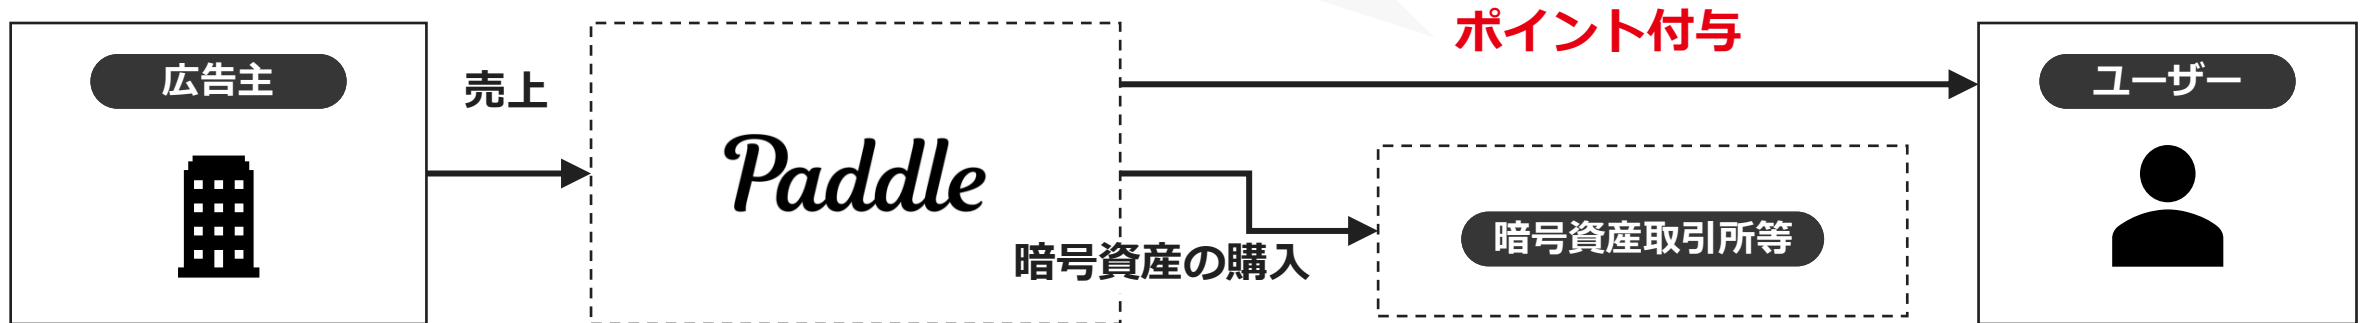 ポイント付与
広告主
売上
Paddle
ユーザー
暗号資産の購入
暗号資産取引所等